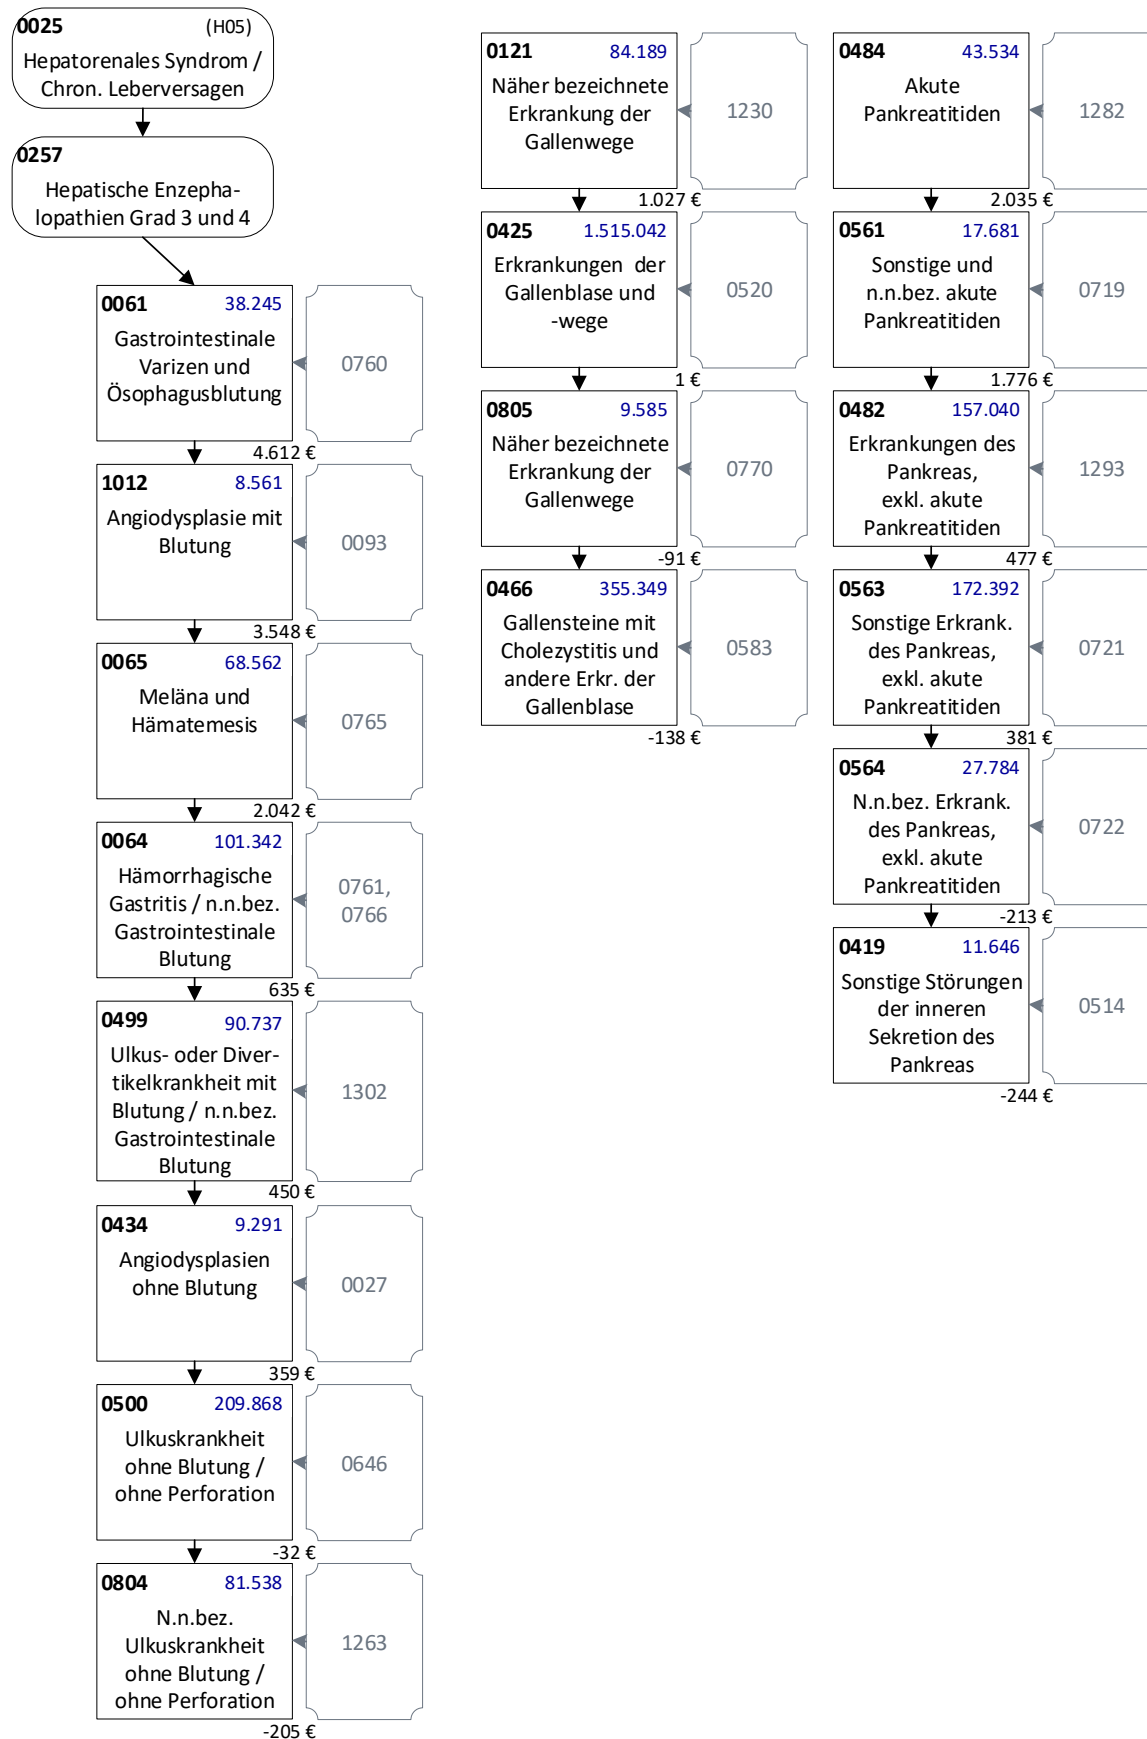 0025 (H05)
Hepatorenales Syndrom /
Chron. Leberversagen
0257
Hepatische Enzepha-
lopathien Grad 3 und 4
0061 38.245
Gastrointestinale
Varizen und
Ösophagusblutung
0760
4.612 €
1012 8.561
Angiodysplasie mit
Blutung
0093
3.548 €
0065 68.562
Meläna und
Hämatemesis
0765
2.042 €
0064 101.342
Hämorrhagische
Gastritis / n.n.bez.
Gastrointestinale
Blutung
0761,
0766
635 €
0499 90.737
Ulkus- oder Diver-
tikelkrankheit mit
Blutung / n.n.bez.
Gastrointestinale
Blutung
1302
450 €
0434 9.291
Angiodysplasien
ohne Blutung
0027
359 €
0500 209.868
Ulkuskrankheit
ohne Blutung /
ohne Perforation
0646
-32 €
0804 81.538
N.n.bez.
Ulkuskrankheit
ohne Blutung /
ohne Perforation
1263
-205 €
0121 84.189
Näher bezeichnete
Erkrankung der
Gallenwege
1230
1.027 €
0425 1.515.042
Erkrankungen der
Gallenblase und
-wege
0520
1 €
0805 9.585
Näher bezeichnete
Erkrankung der
Gallenwege
0770
-91 €
0466 355.349
Gallensteine mit
Cholezystitis und
andere Erkr. der
Gallenblase
0583
-138 €
0484 43.534
Akute
Pankreatitiden
1282
2.035 €
0561 17.681
Sonstige und
n.n.bez. akute
Pankreatitiden
0719
1.776 €
0482 157.040
Erkrankungen des
Pankreas,
exkl. akute
Pankreatitiden
1293
477 €
0563 172.392
Sonstige Erkrank.
des Pankreas,
exkl. akute
Pankreatitiden
0721
381 €
0564 27.784
N.n.bez. Erkrank.
des Pankreas,
exkl. akute
Pankreatitiden
0722
-213 €
0419 11.646
Sonstige Störungen
der inneren
Sekretion des
Pankreas
0514
-244 €